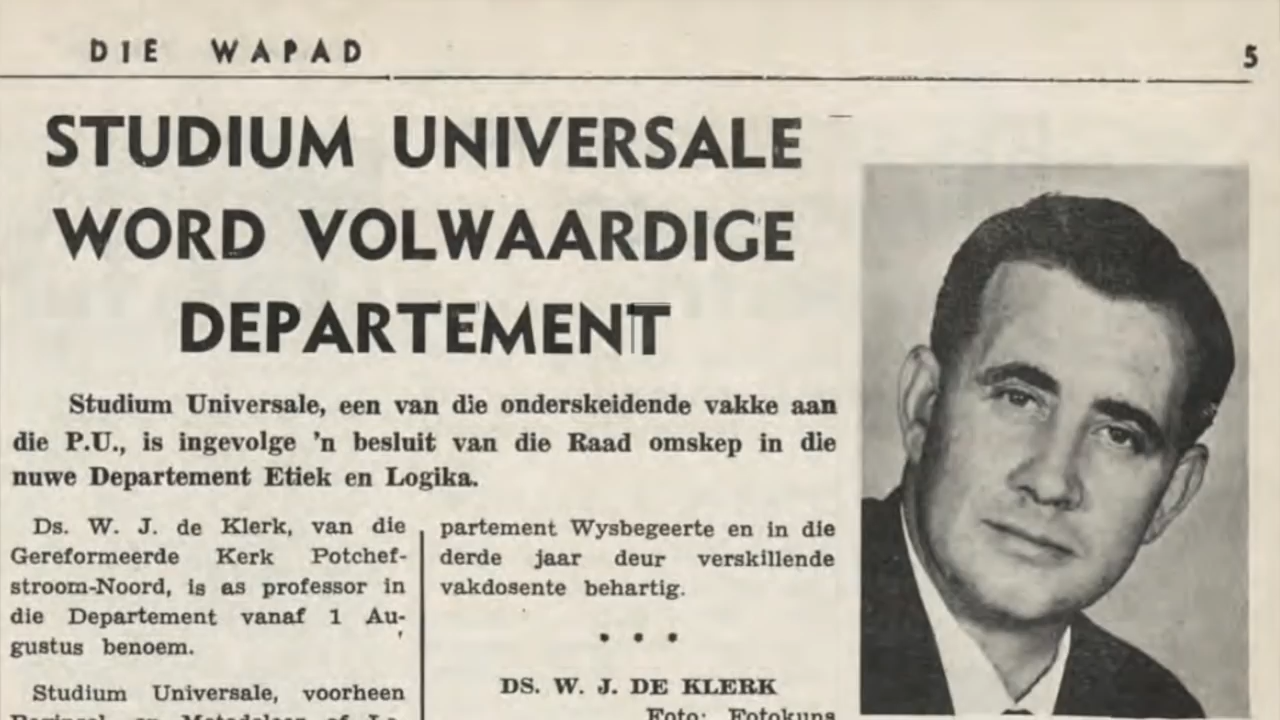 DIE WAPAD
5
STUDIUM UNIVERSALE
WORD VOLWAARDIGE
DEPARTEMENT
Studium Universale, een van die onderskeidende vakke aan
die P.U., is ingevolge 'n besluit van die Raad omskep in die
nuwe Departement Etiek en Logika.
Ds. W. J. de Klerk, van die
Gereformeerde Kerk Potchef-
stroom-Noord, is as professor in
die Departement vanaf 1 Au-
gustus benoem.
Studium Universale, voorheen
partement Wysbegeerte en in die
derde jaar deur verskillende
vakdosente behartig.
• • •
DS. W. J. DE KLERK
Foto: Fotokuns